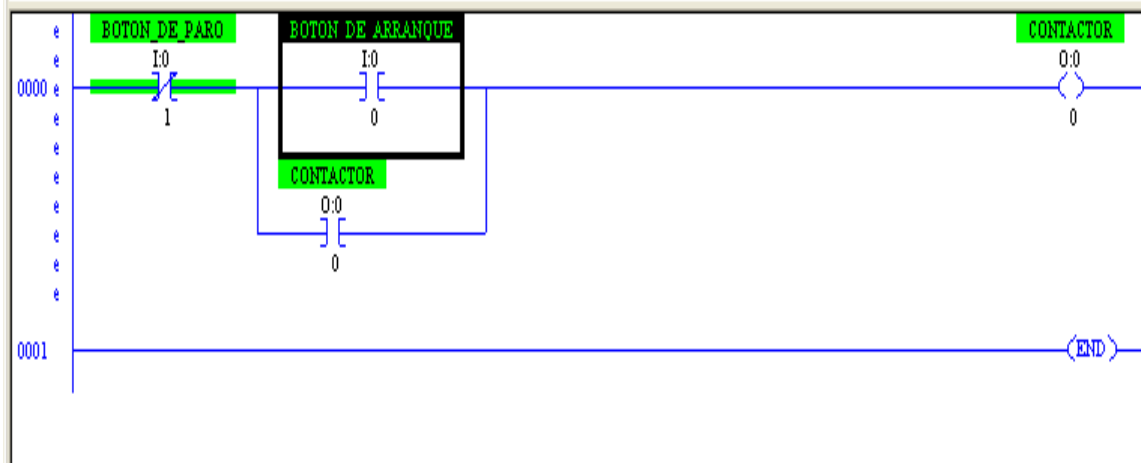 e BOTON_DE_PARO BOTON DE ARRANQUE CONTACTOR
e I:0 I:0 O:0
0000 e
e 1 0 0
e
e CONTACTOR
e O:0
e
e 0
e
0001 END